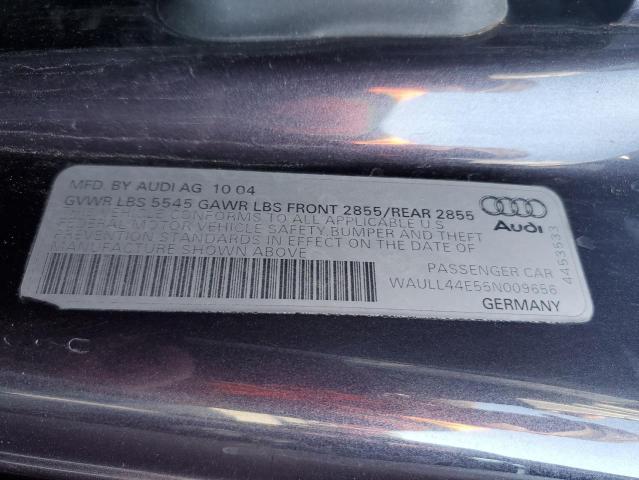 MFD. BY AUDI AG 10 04
GVWR LBS 5545 GAWR LBS FRONT 2855/REAR 2855
THIS VEHICLE CONFORMS TO ALL APPLICABLE U S
FEDERAL MOTOR VEHICLE SAFETY, BUMPER AND THEFT
PREVENTION STANDARDS IN EFFECT ON THE DATE OF
MANUFACTURE SHOWN ABOVE
PASSENGER CAR
WAULL44E55N009656
GERMANY
Audi
4453533